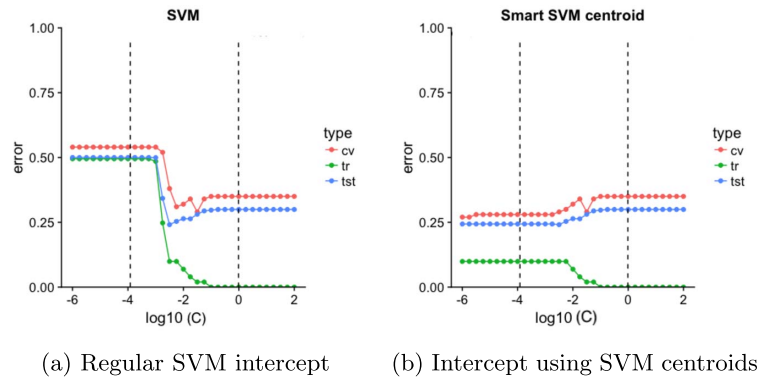 SVM
1.00
0.75
0.50
0.25
0.00
error
-6
-4
-2
0
2
log10 (C)
type
cv
tr
tst
(a) Regular SVM intercept
Smart SVM centroid
1.00
0.75
0.50
0.25
0.00
error
-6
-4
-2
0
2
log10 (C)
type
cv
tr
tst
(b) Intercept using SVM centroids